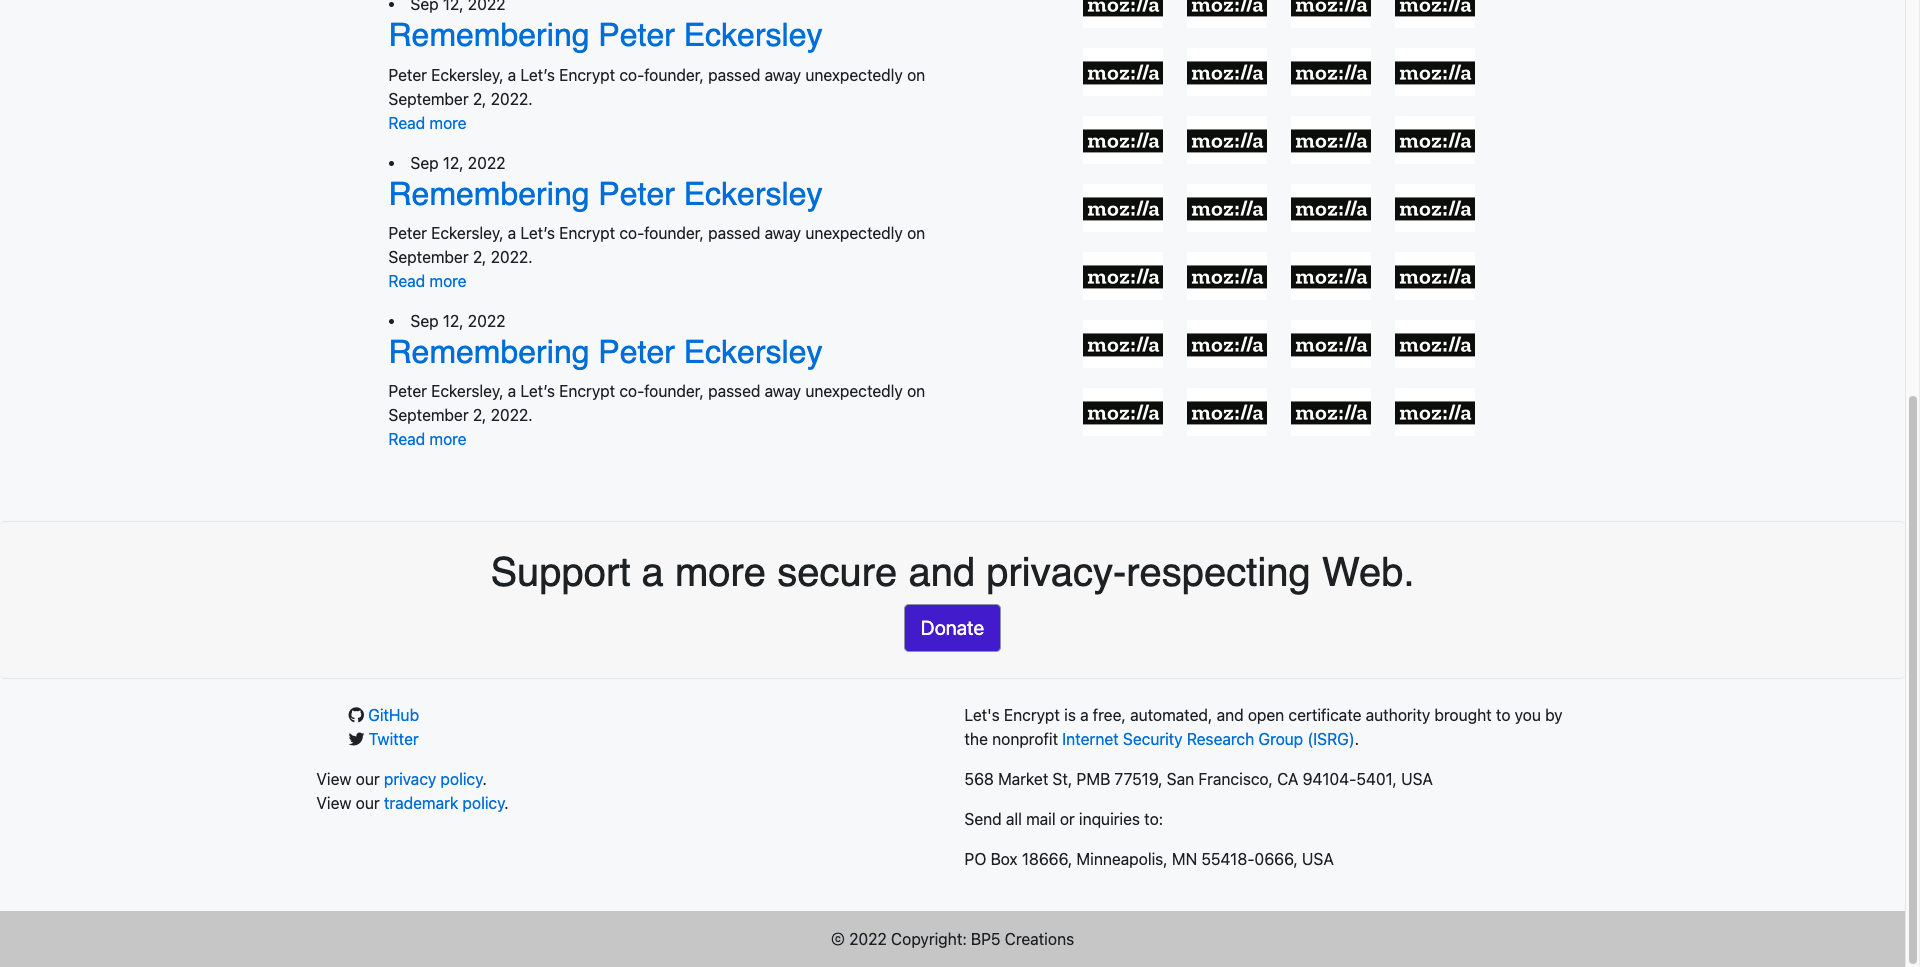 • Sep 12, 2022
Remembering Peter Eckersley
Peter Eckersley, a Let’s Encrypt co-founder, passed away unexpectedly on
September 2, 2022.
Read more
• Sep 12, 2022
Remembering Peter Eckersley
Peter Eckersley, a Let’s Encrypt co-founder, passed away unexpectedly on
September 2, 2022.
Read more
• Sep 12, 2022
Remembering Peter Eckersley
Peter Eckersley, a Let’s Encrypt co-founder, passed away unexpectedly on
September 2, 2022.
Read more
moz://a moz://a moz://a moz://a
moz://a moz://a moz://a moz://a
moz://a moz://a moz://a moz://a
moz://a moz://a moz://a moz://a
moz://a moz://a moz://a moz://a
moz://a moz://a moz://a moz://a
moz://a moz://a moz://a moz://a
Support a more secure and privacy-respecting Web.
Donate
GitHub
Twitter
View our privacy policy.
View our trademark policy.
Let's Encrypt is a free, automated, and open certificate authority brought to you by
the nonprofit Internet Security Research Group (ISRG).
568 Market St, PMB 77519, San Francisco, CA 94104-5401, USA
Send all mail or inquiries to:
PO Box 18666, Minneapolis, MN 55418-0666, USA
© 2022 Copyright: BP5 Creations